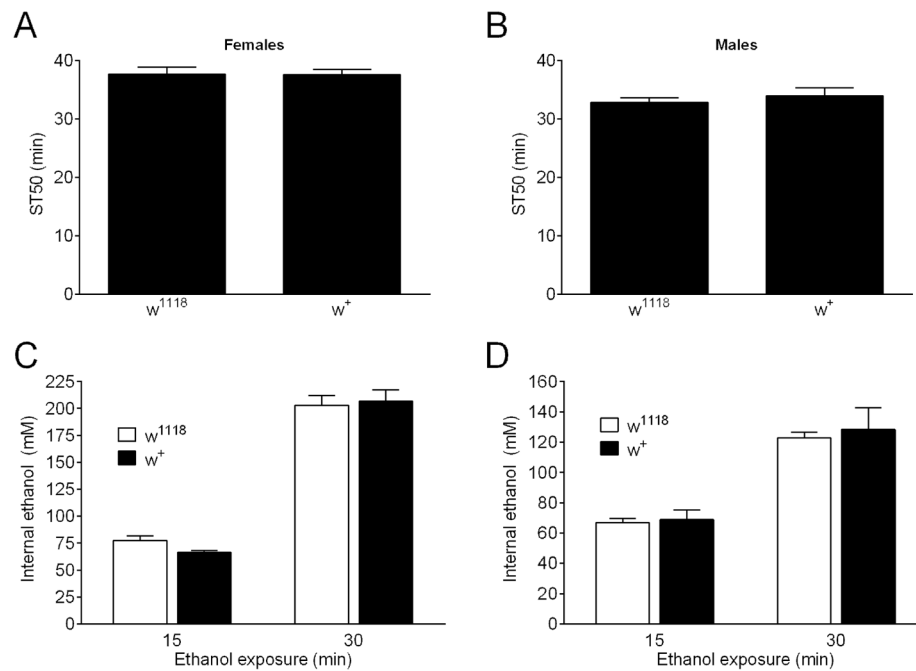 A
Females
ST50 (min)
40
30
20
10
0
w¹¹¹⁸
w⁺
B
Males
ST50 (min)
40
30
20
10
0
w¹¹¹⁸
w⁺
C
Internal ethanol (mM)
225
200
175
150
125
100
75
50
25
0
w¹¹¹⁸
w⁺
15
30
Ethanol exposure (min)
D
Internal ethanol (mM)
160
140
120
100
80
60
40
20
0
w¹¹¹⁸
w⁺
15
30
Ethanol exposure (min)